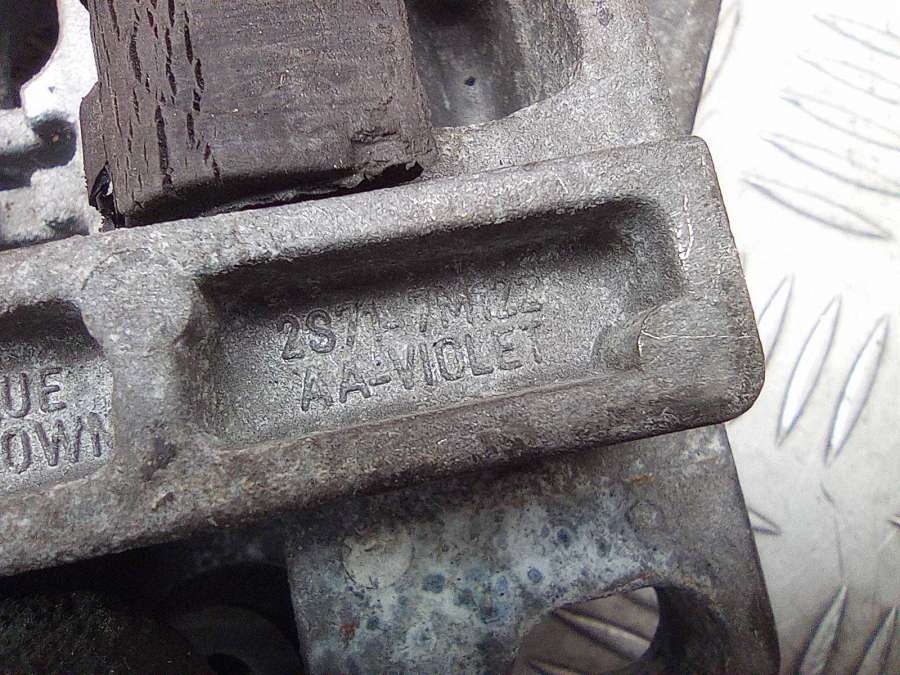 2S71-7M122
AA-VIOLET
UE
OWN